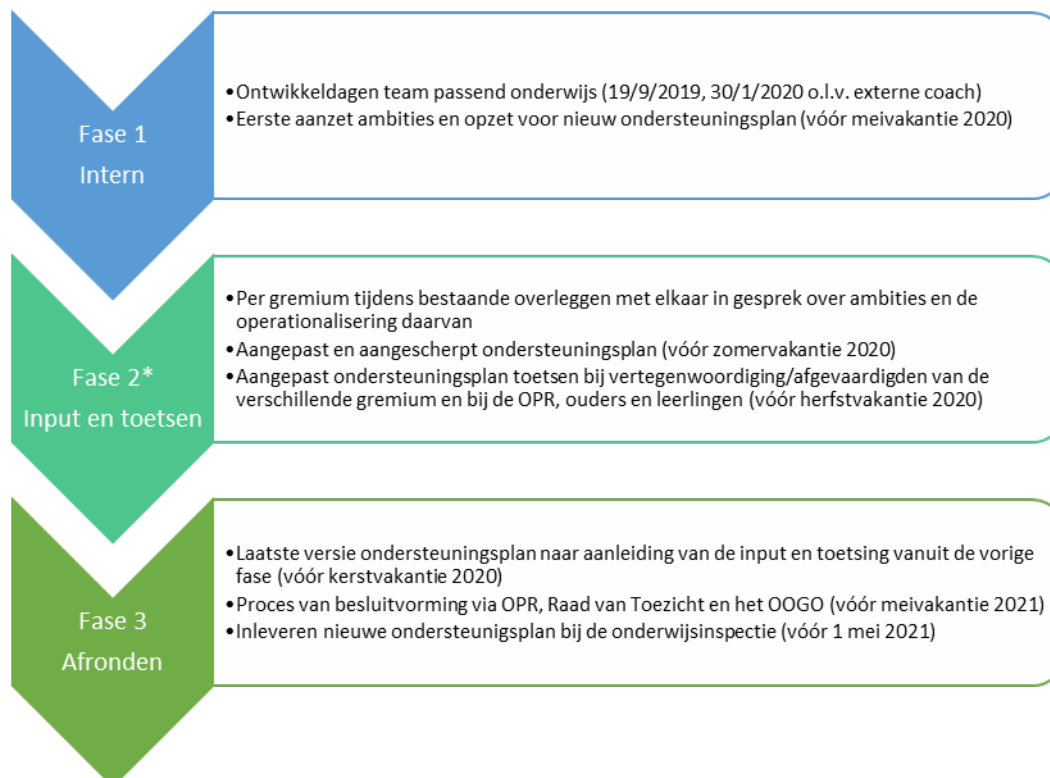 Fase 1
Intern
•Ontwikkeldagen team passend onderwijs (19/9/2019, 30/1/2020 o.l.v. externe coach)
•Eerste aanzet ambities en opzet voor nieuw ondersteuningsplan (vóór meivakantie 2020)
Fase 2*
Input en toetsen
•Per gremium tijdens bestaande overleggen met elkaar in gesprek over ambities en de
operationalisering daarvan
•Aangepast en aangescherpt ondersteuningsplan (vóór zomervakantie 2020)
•Aangepast ondersteuningsplan toetsen bij vertegenwoordiging/afgevaardigden van de
verschillende gremium en bij de OPR, ouders en leerlingen (vóór herfstvakantie 2020)
Fase 3
Afronden
•Laatste versie ondersteuningsplan naar aanleiding van de input en toetsing vanuit de vorige
fase (vóór kerstvakantie 2020)
•Proces van besluitvorming via OPR, Raad van Toezicht en het OOGO (vóór meivakantie 2021)
•Inleveren nieuwe ondersteunigsplan bij de onderwijsinspectie (vóór 1 mei 2021)